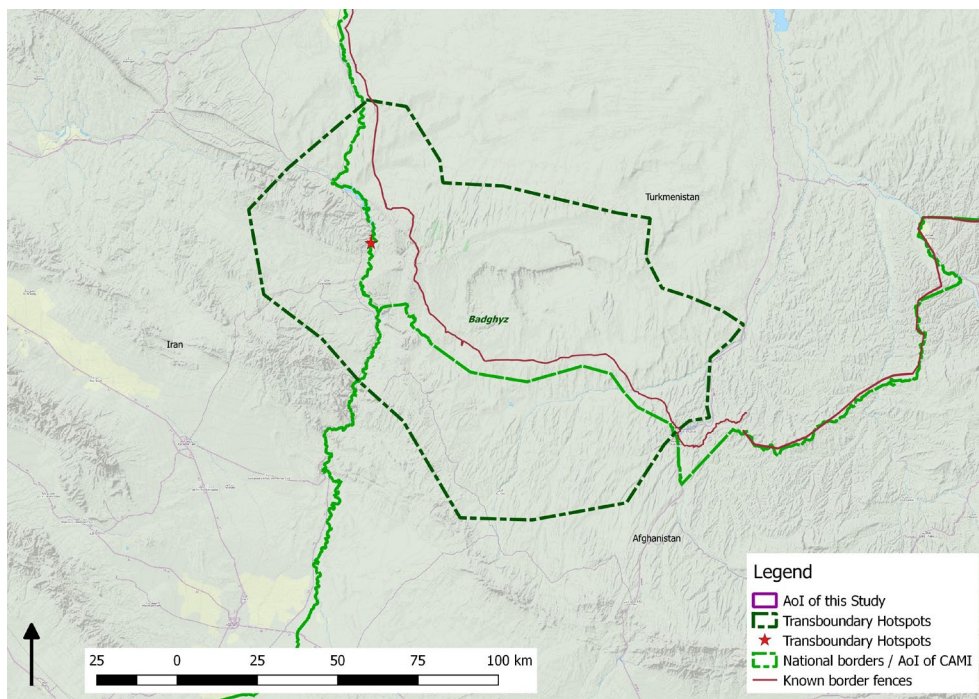 Turkmenistan
Badghyz
Iran
Afghanistan
Legend
AoI of this Study
Transboundary Hotspots
Transboundary Hotspots
National borders / AoI of CAMI
Known border fences
25 0 25 50 75 100 km